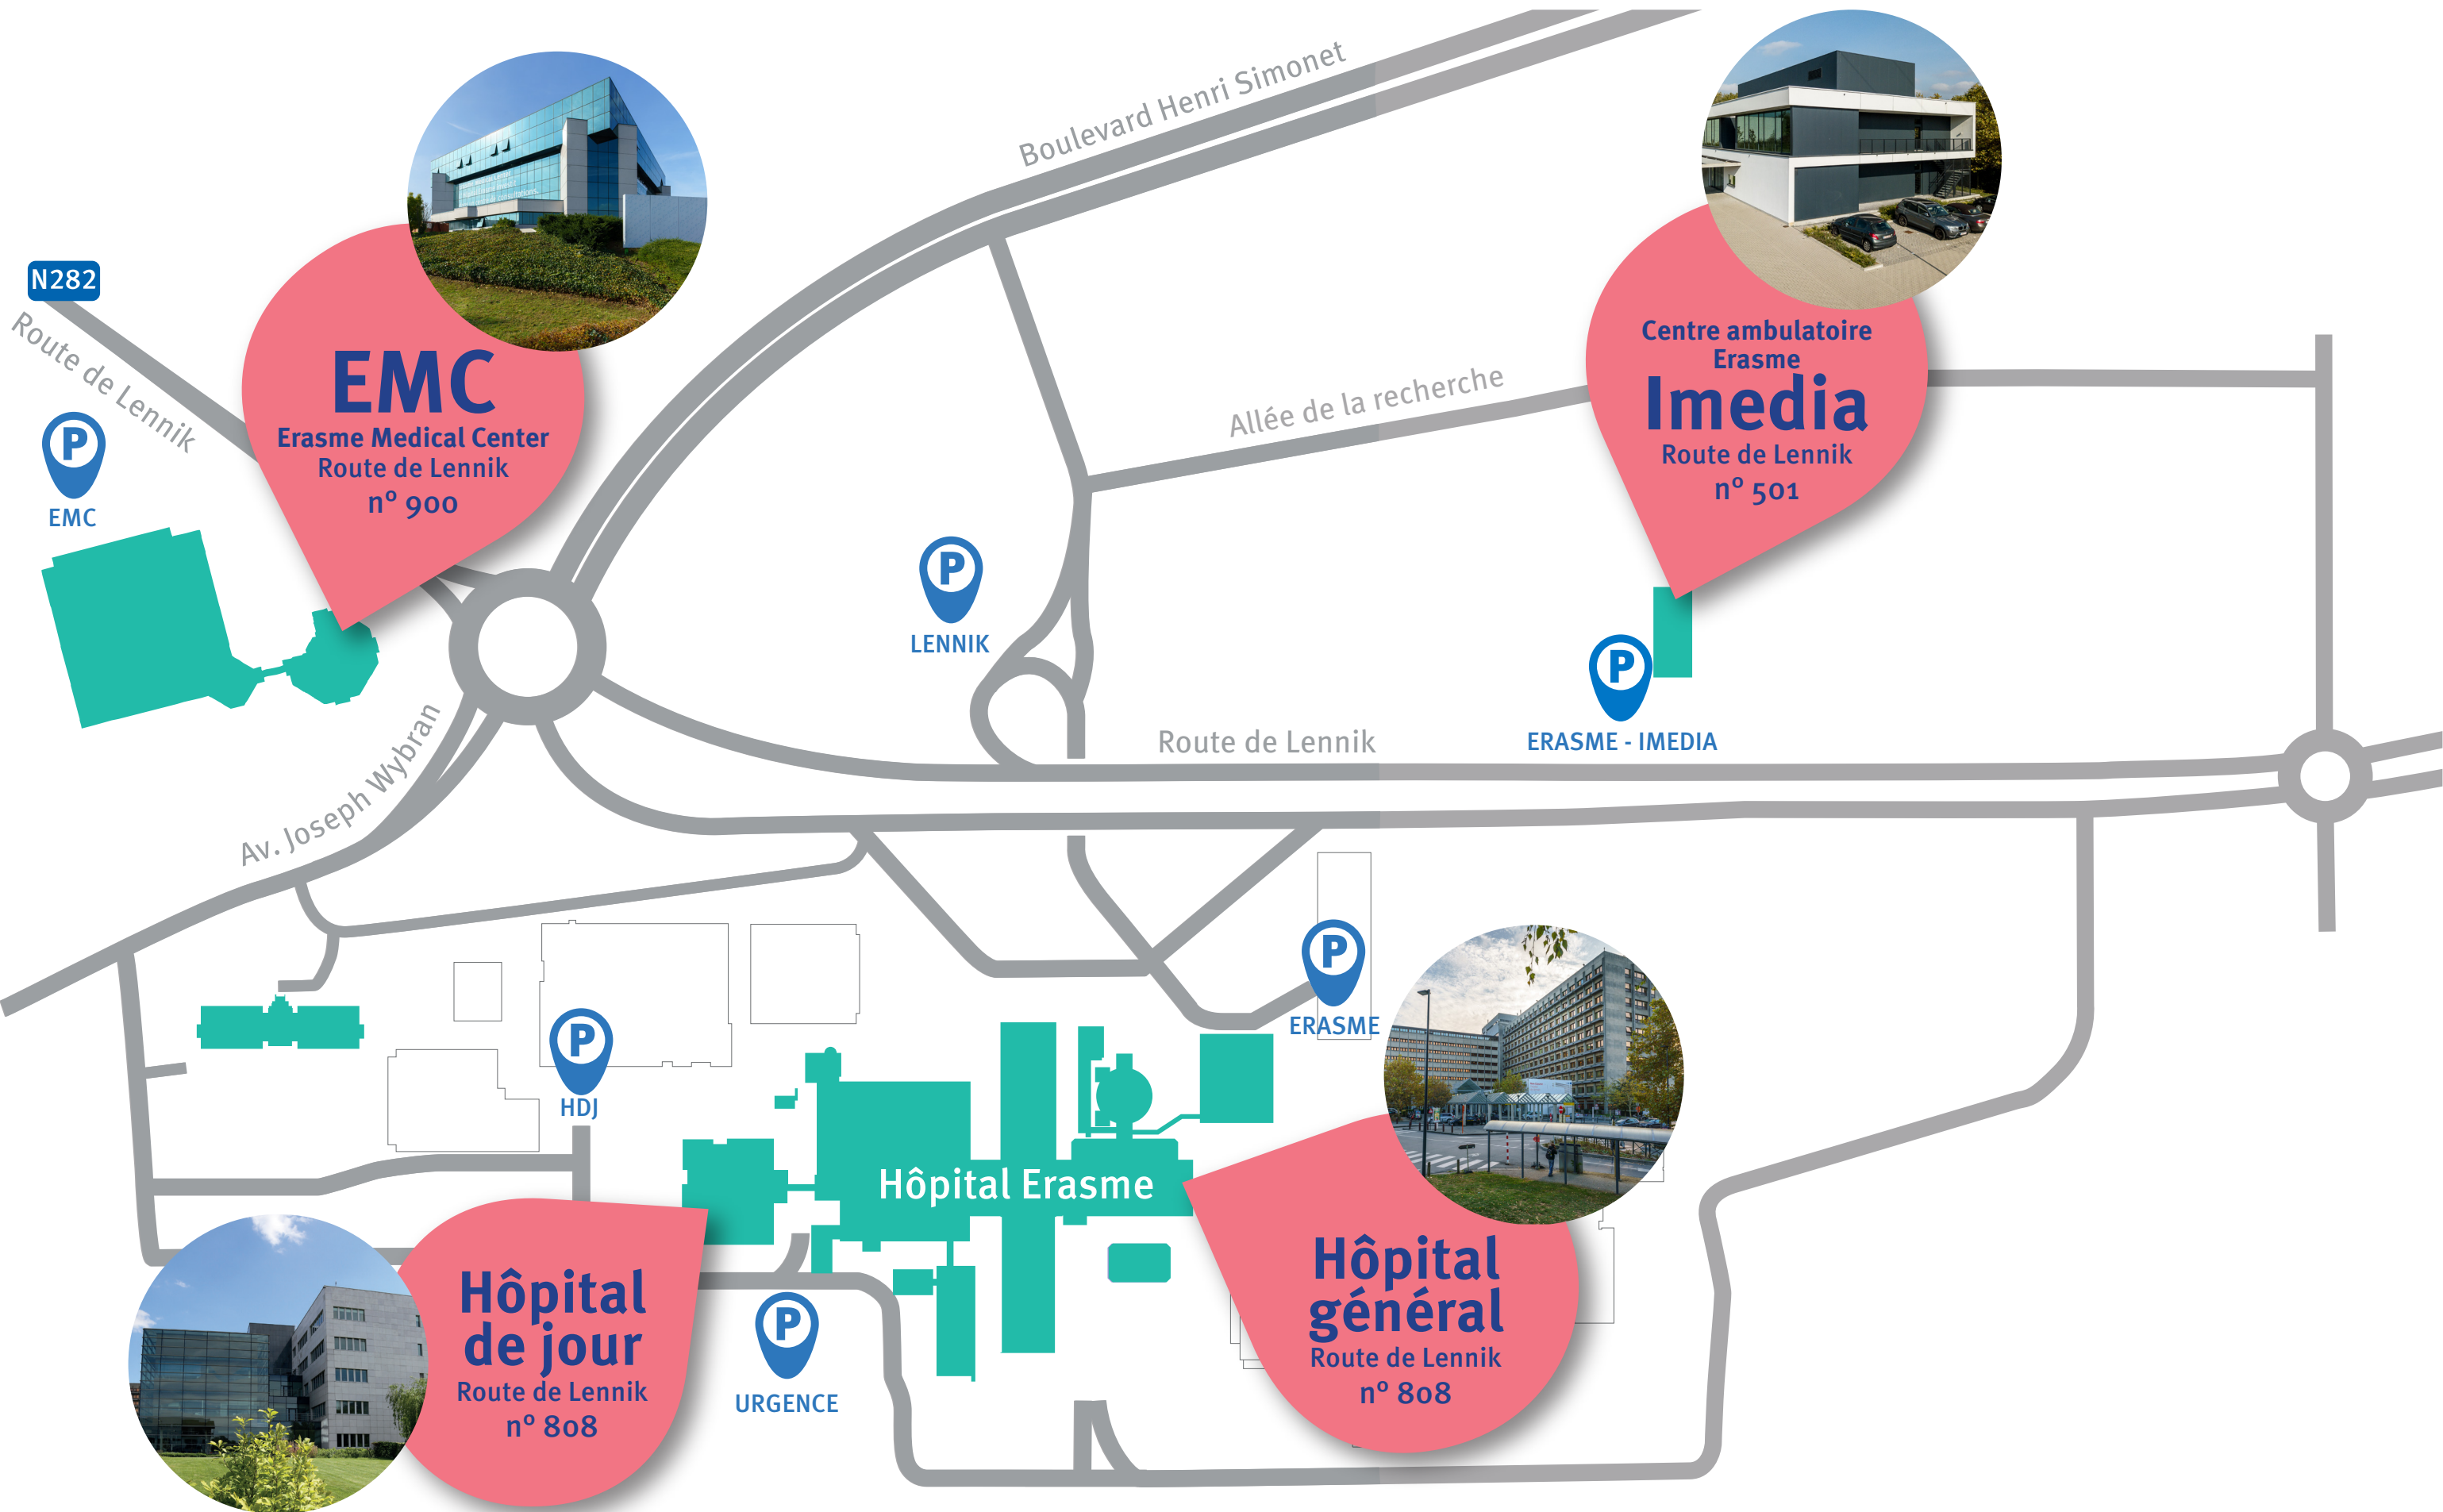 Boulevard Henri Simonet
N282
Route de Lennik
EMC
Erasme Medical Center
Route de Lennik
n° 900
P
EMC
Centre ambulatoire
Erasme
Imedia
Route de Lennik
n° 501
Allée de la recherche
P
LENNIK
P
ERASME - IMEDIA
Route de Lennik
Av. Joseph Wybran
P
ERASME
P
HDJ
Hôpital Erasme
Hôpital
de jour
Route de Lennik
n° 808
P
URGENCE
Hôpital
général
Route de Lennik
n° 808